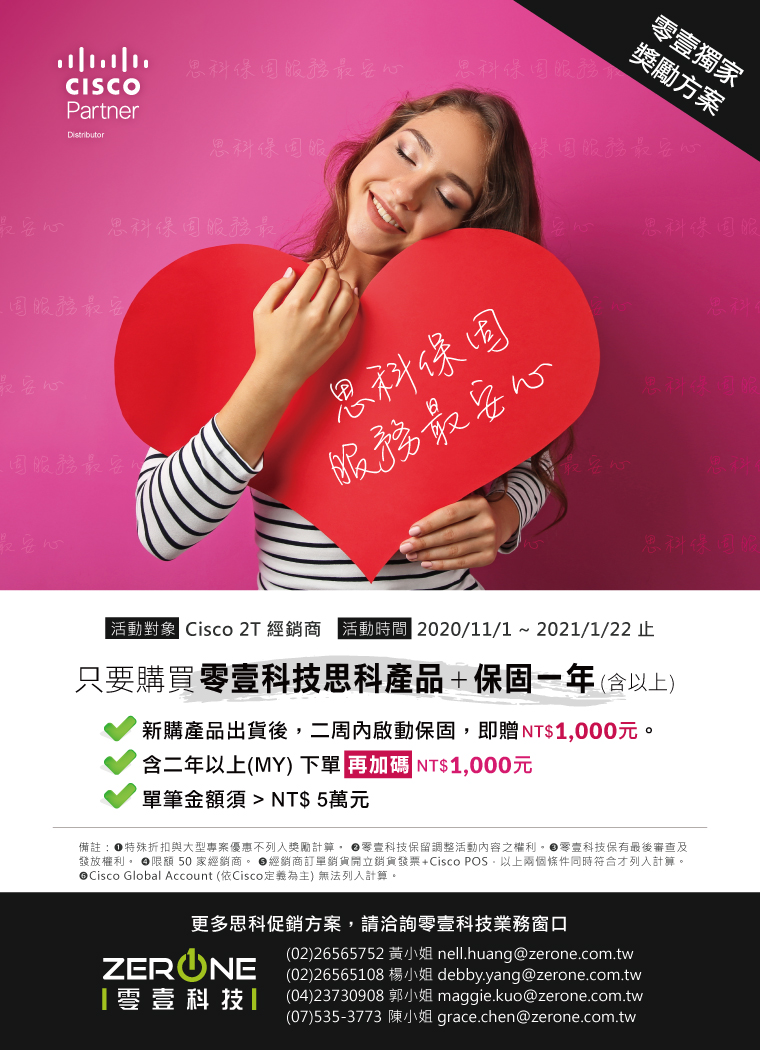 零壹獨家
獎勵方案
CISCO
Partner
Distributor
思科保固服務最安心
思科保固
服務最安心
活動對象 Cisco 2T 經銷商 活動時間 2020/11/1 ~ 2021/1/22 止
只要購買零壹科技思科產品+保固一年(含以上)
新購產品出貨後,二周內啟動保固,即贈NT$1,000元。
含二年以上(MY) 下單 再加碼 NT$1,000元
單筆金額須 > NT$ 5萬元
備註:❶特殊折扣與大型專案優惠不列入獎勵計算。 ❷零壹科技保留調整活動內容之權利。❸零壹科技保有最後審查及
發放權利。 ❹限額 50 家經銷商。 ❺經銷商訂單銷貨開立銷貨發票+Cisco POS,以上兩個條件同時符合才列入計算。
❻Cisco Global Account (依Cisco定義為主) 無法列入計算。
更多思科促銷方案,請洽詢零壹科技業務窗口
ZERONE
零壹科技
(02)26565752 黃小姐 nell.huang@zerone.com.tw
(02)26565108 楊小姐 debby.yang@zerone.com.tw
(04)23730908 郭小姐 maggie.kuo@zerone.com.tw
(07)535-3773 陳小姐 grace.chen@zerone.com.tw